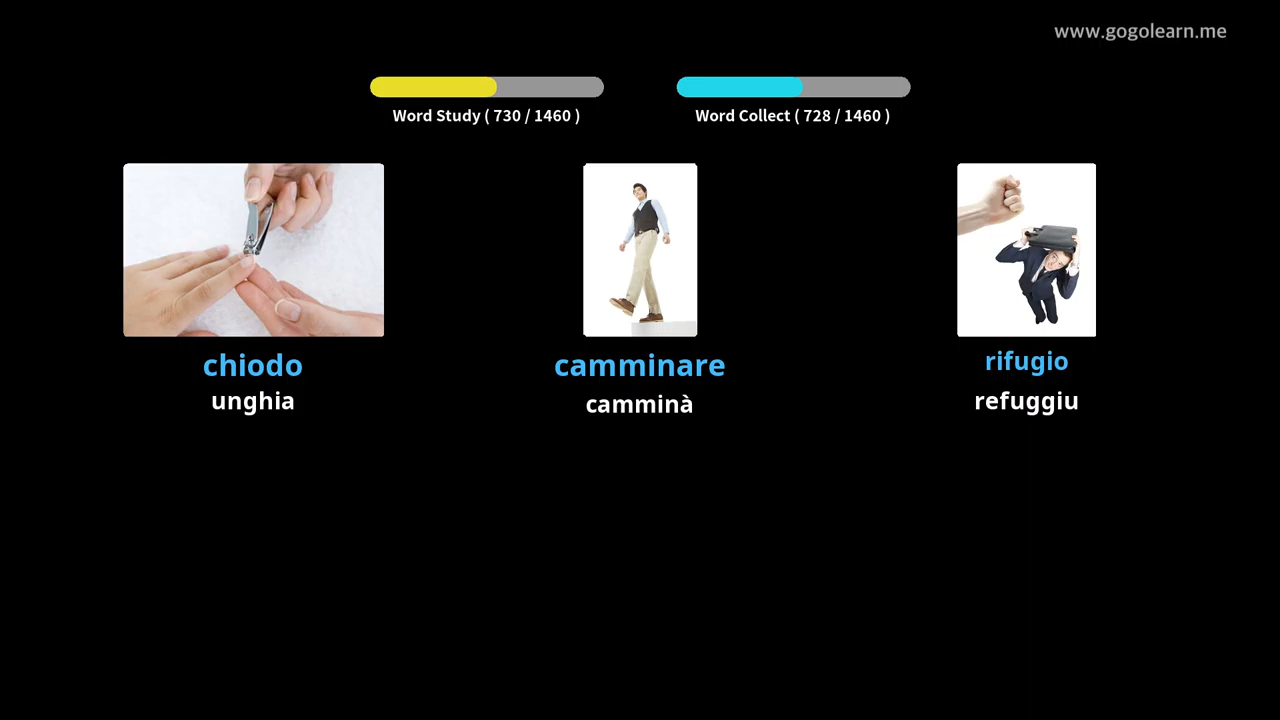 www.gogolearn.me
Word Study ( 730 / 1460 )
Word Collect ( 728 / 1460 )
chiodo
unghia
camminare
camminà
rifugio
refuggiu